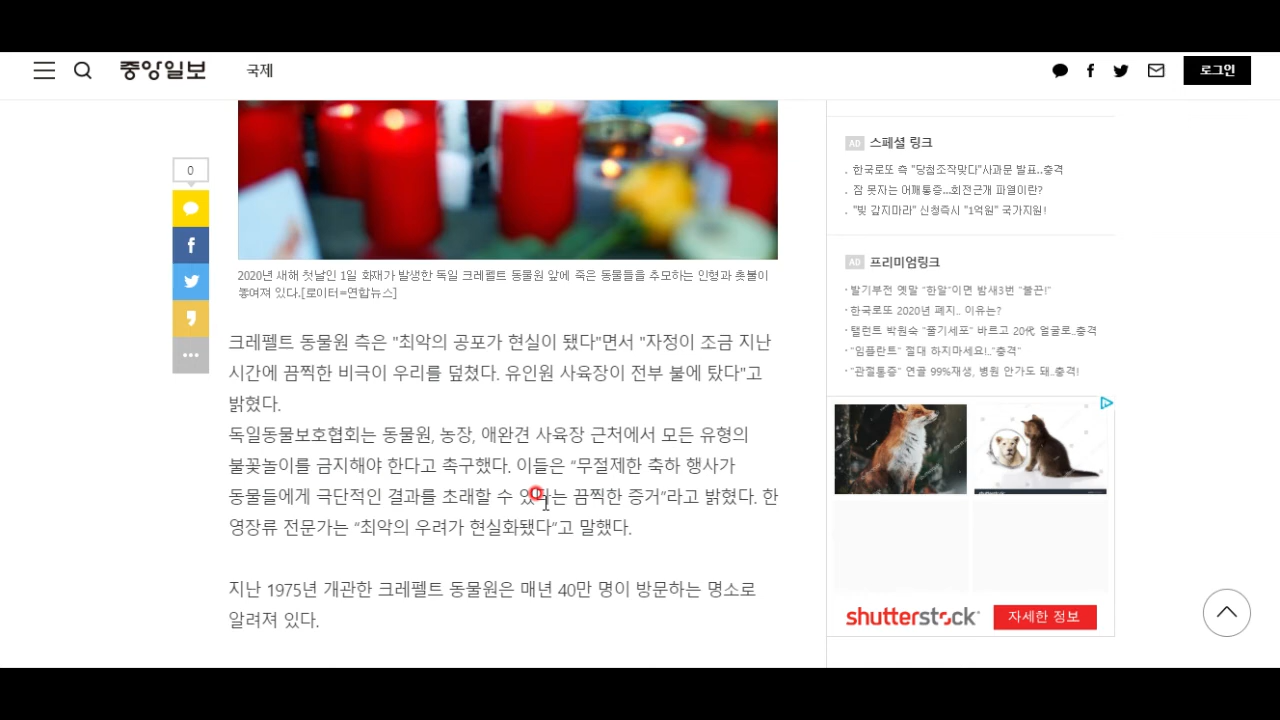 중앙일보
국제
로그인
0
2020년 새해 첫날인 1일 화재가 발생한 독일 크레펠트 동물원 앞에 죽은 동물들을 추모하는 인형과 촛불이
놓여져 있다.[로이터=연합뉴스]
크레펠트 동물원 측은 "최악의 공포가 현실이 됐다"면서 "자정이 조금 지난
시간에 끔찍한 비극이 우리를 덮쳤다. 유인원 사육장이 전부 불에 탔다"고
밝혔다.
독일동물보호협회는 동물원, 농장, 애완견 사육장 근처에서 모든 유형의
불꽃놀이를 금지해야 한다고 촉구했다. 이들은 “무절제한 축하 행사가
동물들에게 극단적인 결과를 초래할 수 있다는 끔찍한 증거”라고 밝혔다. 한
영장류 전문가는 “최악의 우려가 현실화됐다”고 말했다.
지난 1975년 개관한 크레펠트 동물원은 매년 40만 명이 방문하는 명소로
알려져 있다.
AD 스페셜 링크
. 한국로또 측 "당첨조작맞다"사과문 발표..충격
. 잠 못자는 어깨통증...회전근개 파열이란?
. "빚 갚지마라" 신청즉시 "1억원" 국가지원!
AD 프리미엄링크
· 발기부전 옛말 "한알"이면 밤새3번 "불끈!"
· 한국로또 2020년 폐지.. 이유는?
· 탤런트 박원숙 "줄기세포" 바르고 20代 얼굴로..충격
· "임플란트" 절대 하지마세요!.."충격"
· "관절통증" 연골 99%재생, 병원 안가도 돼..충격!
shutterstock
자세한 정보